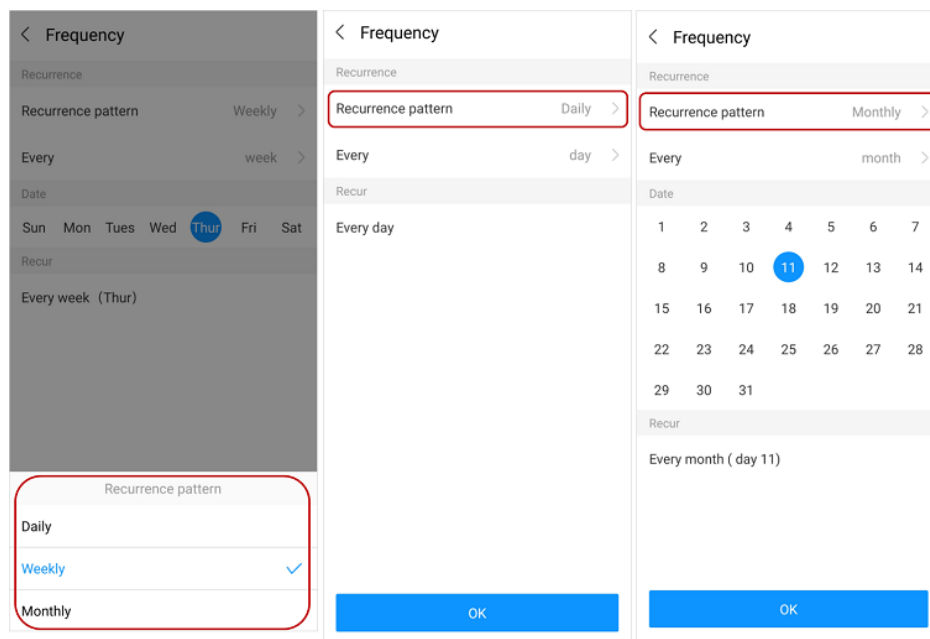 Frequency
Recurrence
Recurrence pattern Weekly
Every week
Date
Sun Mon Tues Wed Thur Fri Sat
Recur
Every week (Thur)
Recurrence pattern
Daily
Weekly
Monthly
Frequency
Recurrence
Recurrence pattern Daily
Every day
Recur
Every day
OK
Frequency
Recurrence
Recurrence pattern Monthly
Every month
Date
1 2 3 4 5 6 7
8 9 10 11 12 13 14
15 16 17 18 19 20 21
22 23 24 25 26 27 28
29 30 31
Recur
Every month ( day 11)
OK